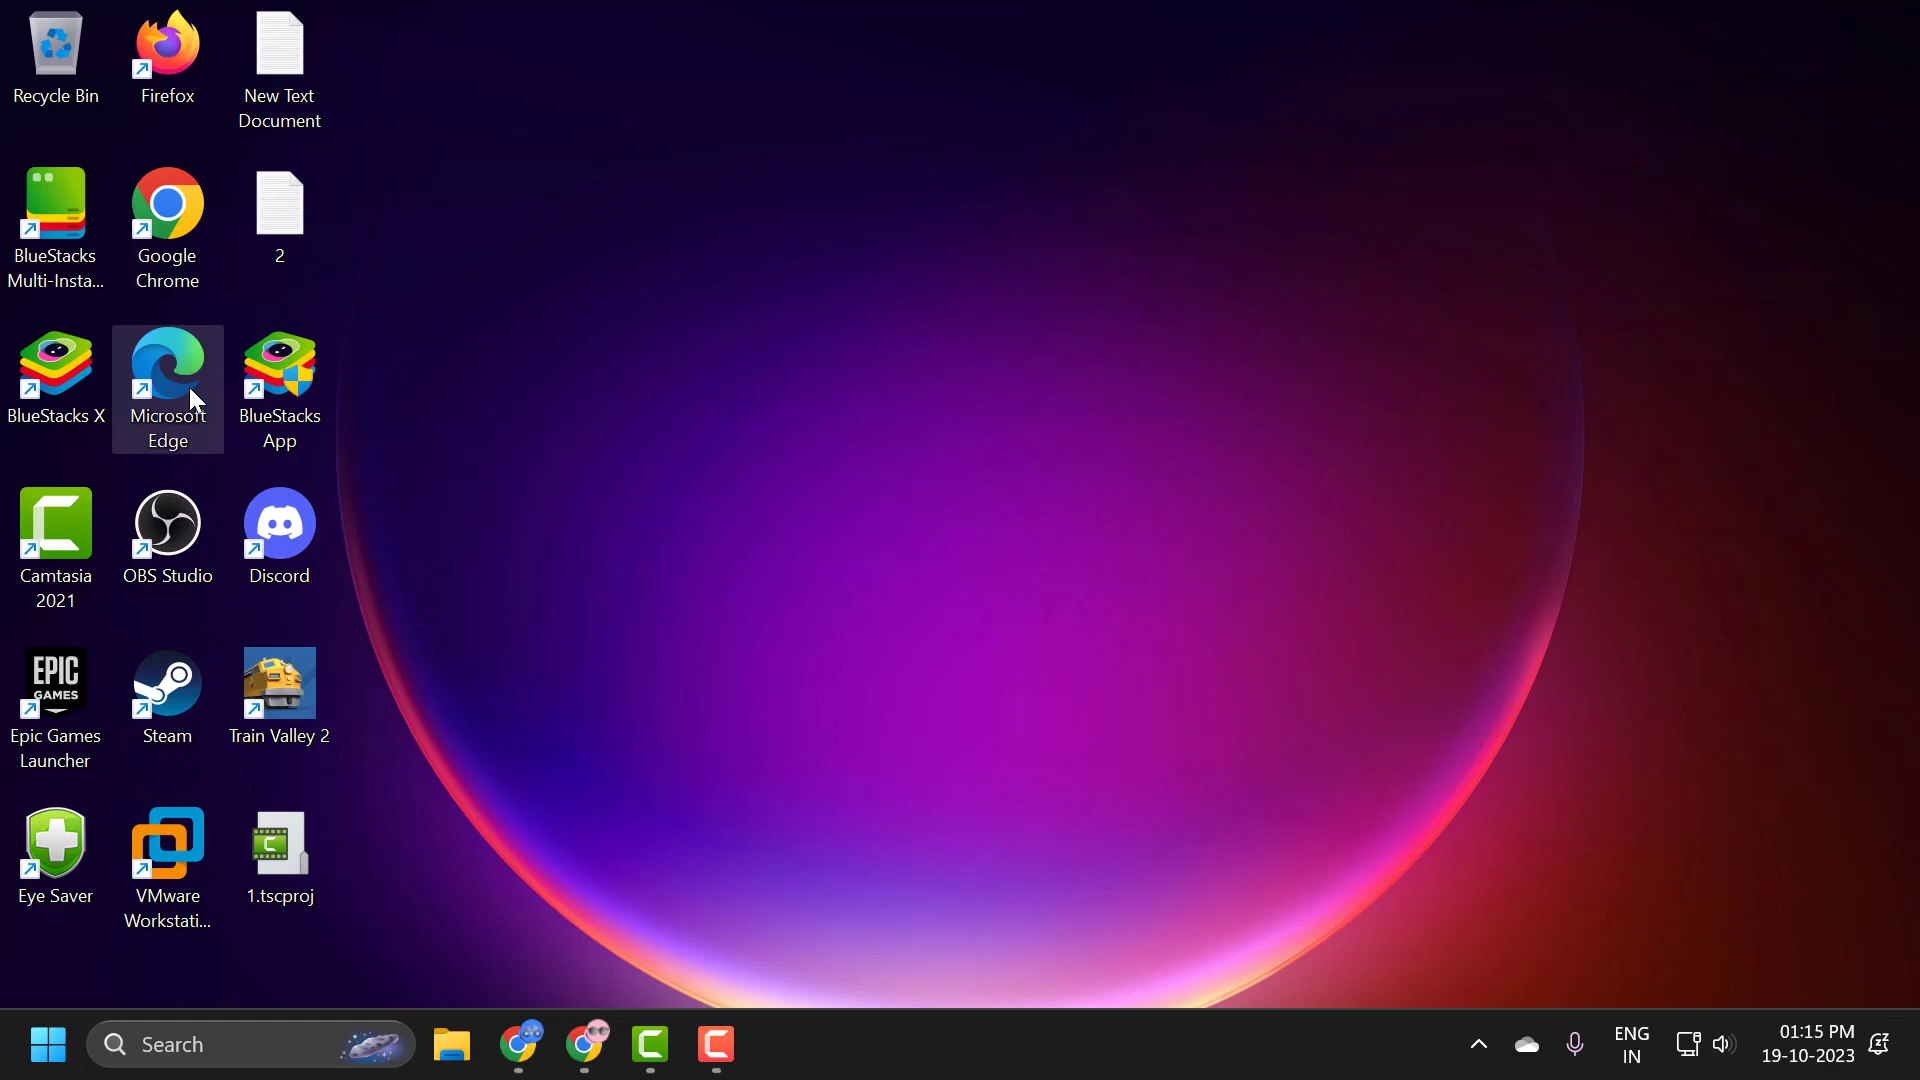 Recycle Bin
Firefox
New Text
Document
BlueStacks
Multi-Insta...
Google
Chrome
2
BlueStacks X
Microsoft
Edge
BlueStacks
App
Camtasia
2021
OBS Studio
Discord
EPIC
GAMES
Epic Games
Launcher
Steam
Train Valley 2
Eye Saver
VMware
Workstati...
1.tscproj
Search
ENG
IN
01:15 PM
19-10-2023